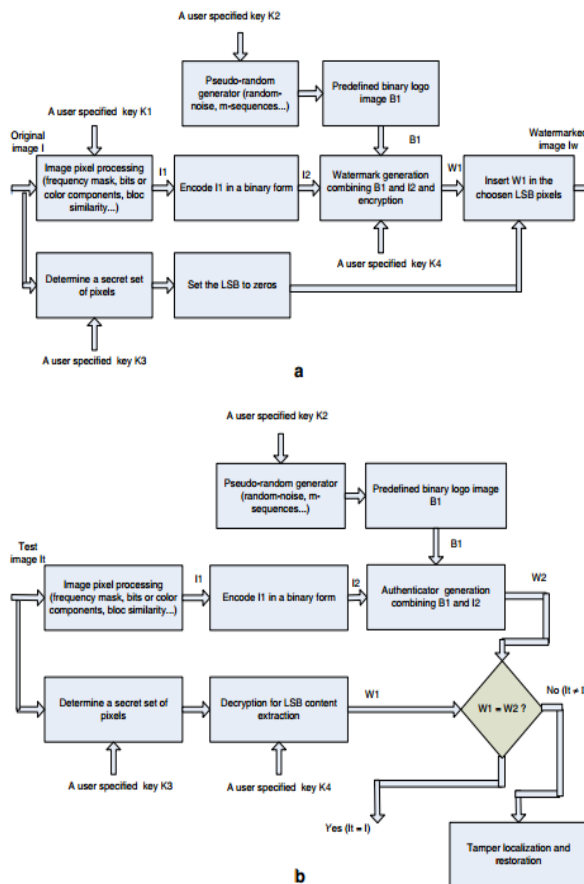 A user specified key K2
Pseudo-random
generator (random-
noise, m-sequences...)
Predefined binary logo
image B1
A user specified key K1
Original
image I
B1
Watermarked
image Iw
Image pixel processing
(frequency mask, bits or
color components, bloc
similarity...)
I1
Encode I1 in a binary form
I2
Watermark generation
combining B1 and I2 and
encryption
W1
Insert W1 in the
choosen LSB pixels
Determine a secret set
of pixels
Set the LSB to zeros
A user specified key K4
A user specified key K3
a
A user specified key K2
Pseudo-random generator
(random-noise, m-
sequences...)
Predefined binary logo image
B1
Test
image It
B1
Image pixel processing
(frequency mask, bits or color
components, bloc similarity...)
I1
Encode I1 in a binary form
I2
Authenticator generation
combining B1 and I2
W2
Determine a secret set of
pixels
Decryption for LSB content
extraction
W1
W1 = W2 ?
No (It ≠ I
A user specified key K3
A user specified key K4
Yes (It = I)
Tamper localization and
restoration
b